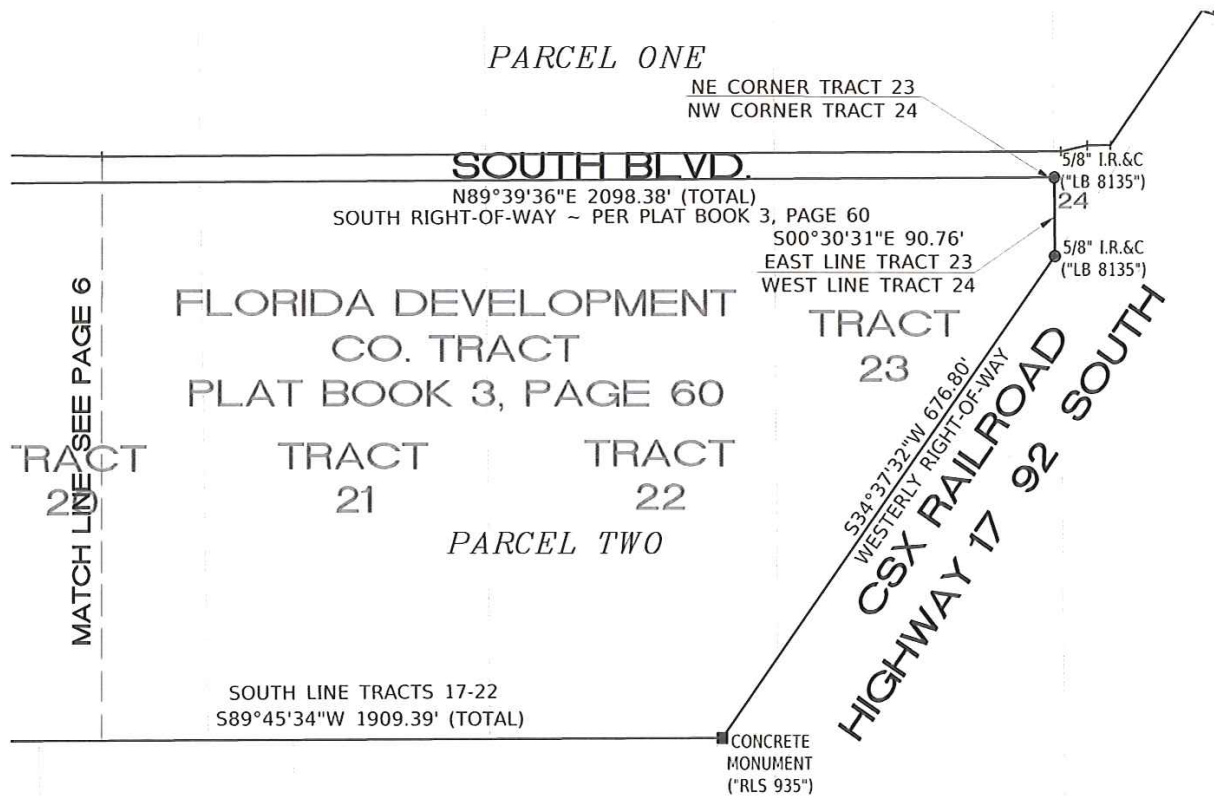 PARCEL ONE
NE CORNER TRACT 23
NW CORNER TRACT 24
SOUTH BLVD.
N89°39'36"E 2098.38' (TOTAL)
SOUTH RIGHT-OF-WAY ~ PER PLAT BOOK 3, PAGE 60
5/8" I.R.&C
("LB 8135")
24
S00°30'31"E 90.76'
EAST LINE TRACT 23
WEST LINE TRACT 24
5/8" I.R.&C
("LB 8135")
MATCH LINE SEE PAGE 6
FLORIDA DEVELOPMENT
CO. TRACT
PLAT BOOK 3, PAGE 60
TRACT
23
TRACT
20
TRACT
21
TRACT
22
PARCEL TWO
S34°37'32"W 676.80'
WESTERLY RIGHT-OF-WAY
CSX RAILROAD
HIGHWAY 17 92 SOUTH
SOUTH LINE TRACTS 17-22
S89°45'34"W 1909.39' (TOTAL)
CONCRETE
MONUMENT
("RLS 935")